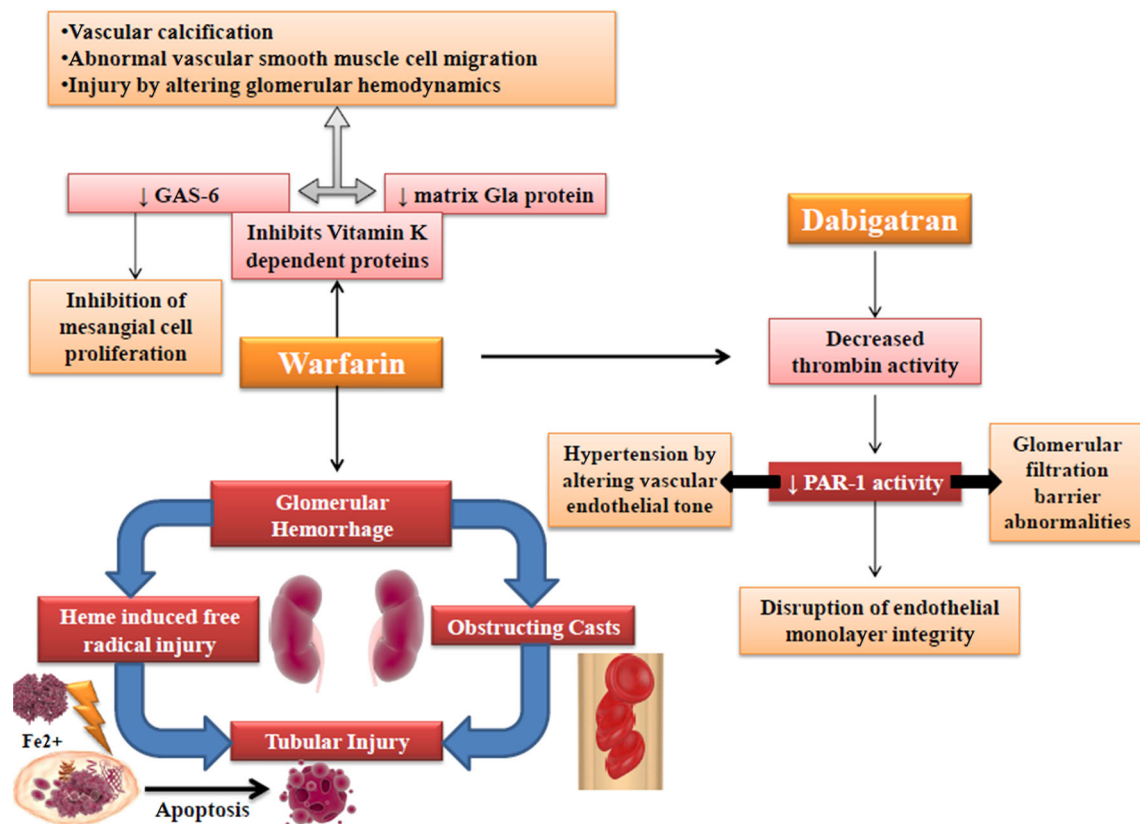 •Vascular calcification
•Abnormal vascular smooth muscle cell migration
•Injury by altering glomerular hemodynamics
↓ GAS-6
↓ matrix Gla protein
Inhibits Vitamin K
dependent proteins
Inhibition of
mesangial cell
proliferation
Warfarin
Dabigatran
Decreased
thrombin activity
Hypertension by
altering vascular
endothelial tone
↓ PAR-1 activity
Glomerular
filtration
barrier
abnormalities
Disruption of endothelial
monolayer integrity
Glomerular
Hemorrhage
Heme induced free
radical injury
Obstructing Casts
Tubular Injury
Fe2+
Apoptosis